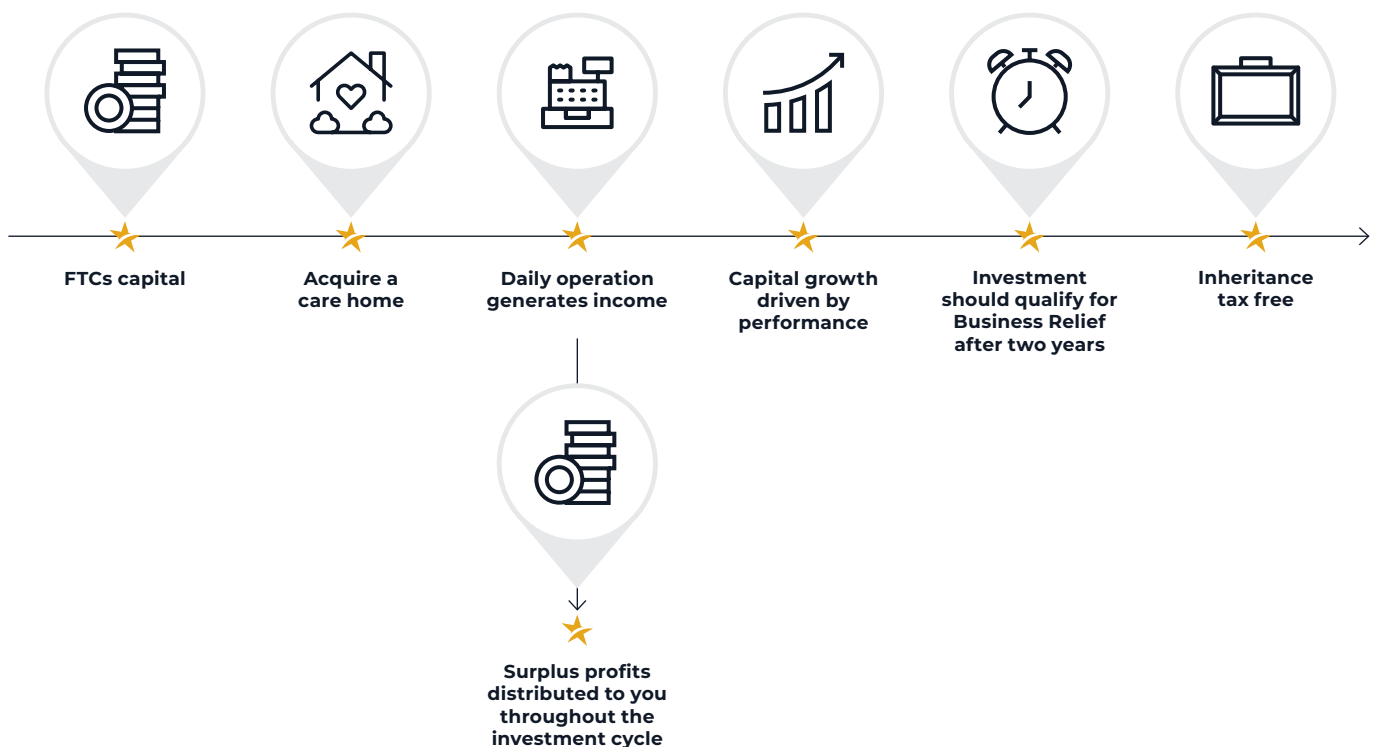 FTCs capital
Acquire a
care home
Daily operation
generates income
Capital growth
driven by
performance
Investment
should qualify for
Business Relief
after two years
Inheritance
tax free
Surplus profits
distributed to you
throughout the
investment cycle